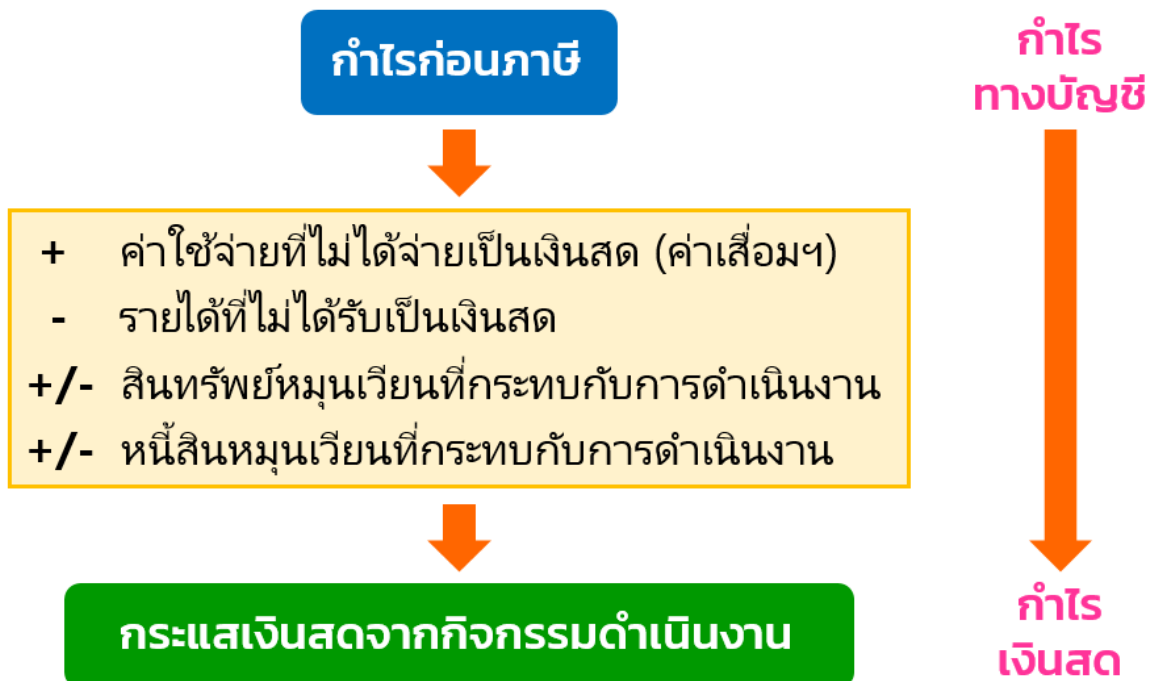 กำไรก่อนภาษี
กำไร
ทางบัญชี
+ ค่าใช้จ่ายที่ไม่ได้จ่ายเป็นเงินสด (ค่าเสื่อมฯ)
- รายได้ที่ไม่ได้รับเป็นเงินสด
+/- สินทรัพย์หมุนเวียนที่กระทบกับการดำเนินงาน
+/- หนี้สินหมุนเวียนที่กระทบกับการดำเนินงาน
กระแสเงินสดจากกิจกรรมดำเนินงาน
กำไร
เงินสด